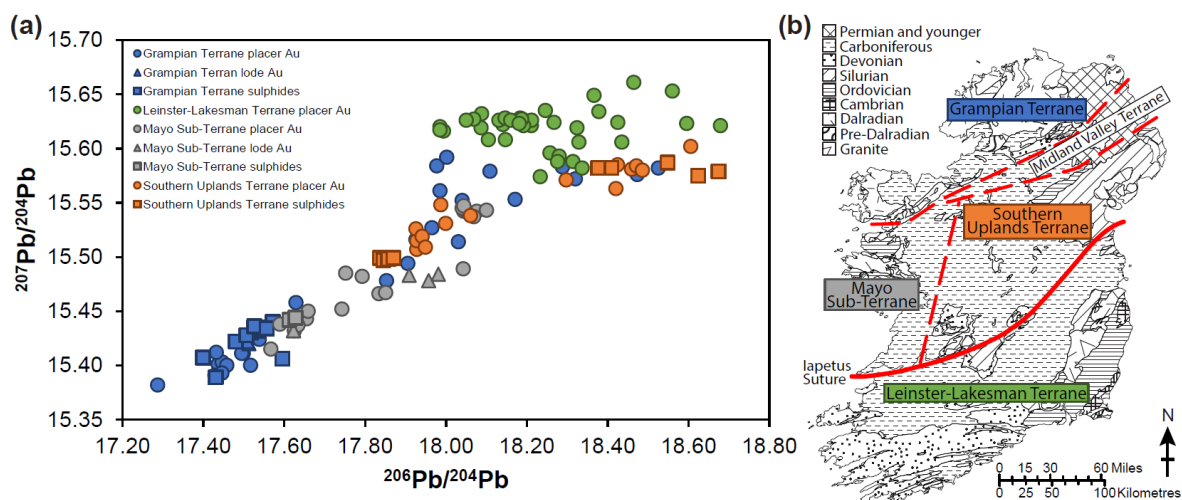 (a)
15.70
15.65
15.60
15.55
15.50
15.45
15.40
15.35
²⁰⁷Pb/²⁰⁴Pb
Grampian Terrane placer Au
Grampian Terran lode Au
Grampian Terrane sulphides
Leinster-Lakesman Terrane placer Au
Mayo Sub-Terrane placer Au
Mayo Sub-Terrane lode Au
Mayo Sub-Terrane sulphides
Southern Uplands Terrane placer Au
Southern Uplands Terrane sulphides
17.20 17.40 17.60 17.80 18.00 18.20 18.40 18.60 18.80
²⁰⁶Pb/²⁰⁴Pb
(b)
Permian and younger
Carboniferous
Devonian
Silurian
Ordovician
Cambrian
Dalradian
Pre-Dalradian
Granite
Grampian Terrane
Midland Valley Terrane
Southern
Uplands Terrane
Mayo
Sub-Terrane
Iapetus
Suture
Leinster-Lakesman Terrane
N
0 15 30 60 Miles
0 25 50 100 Kilometres